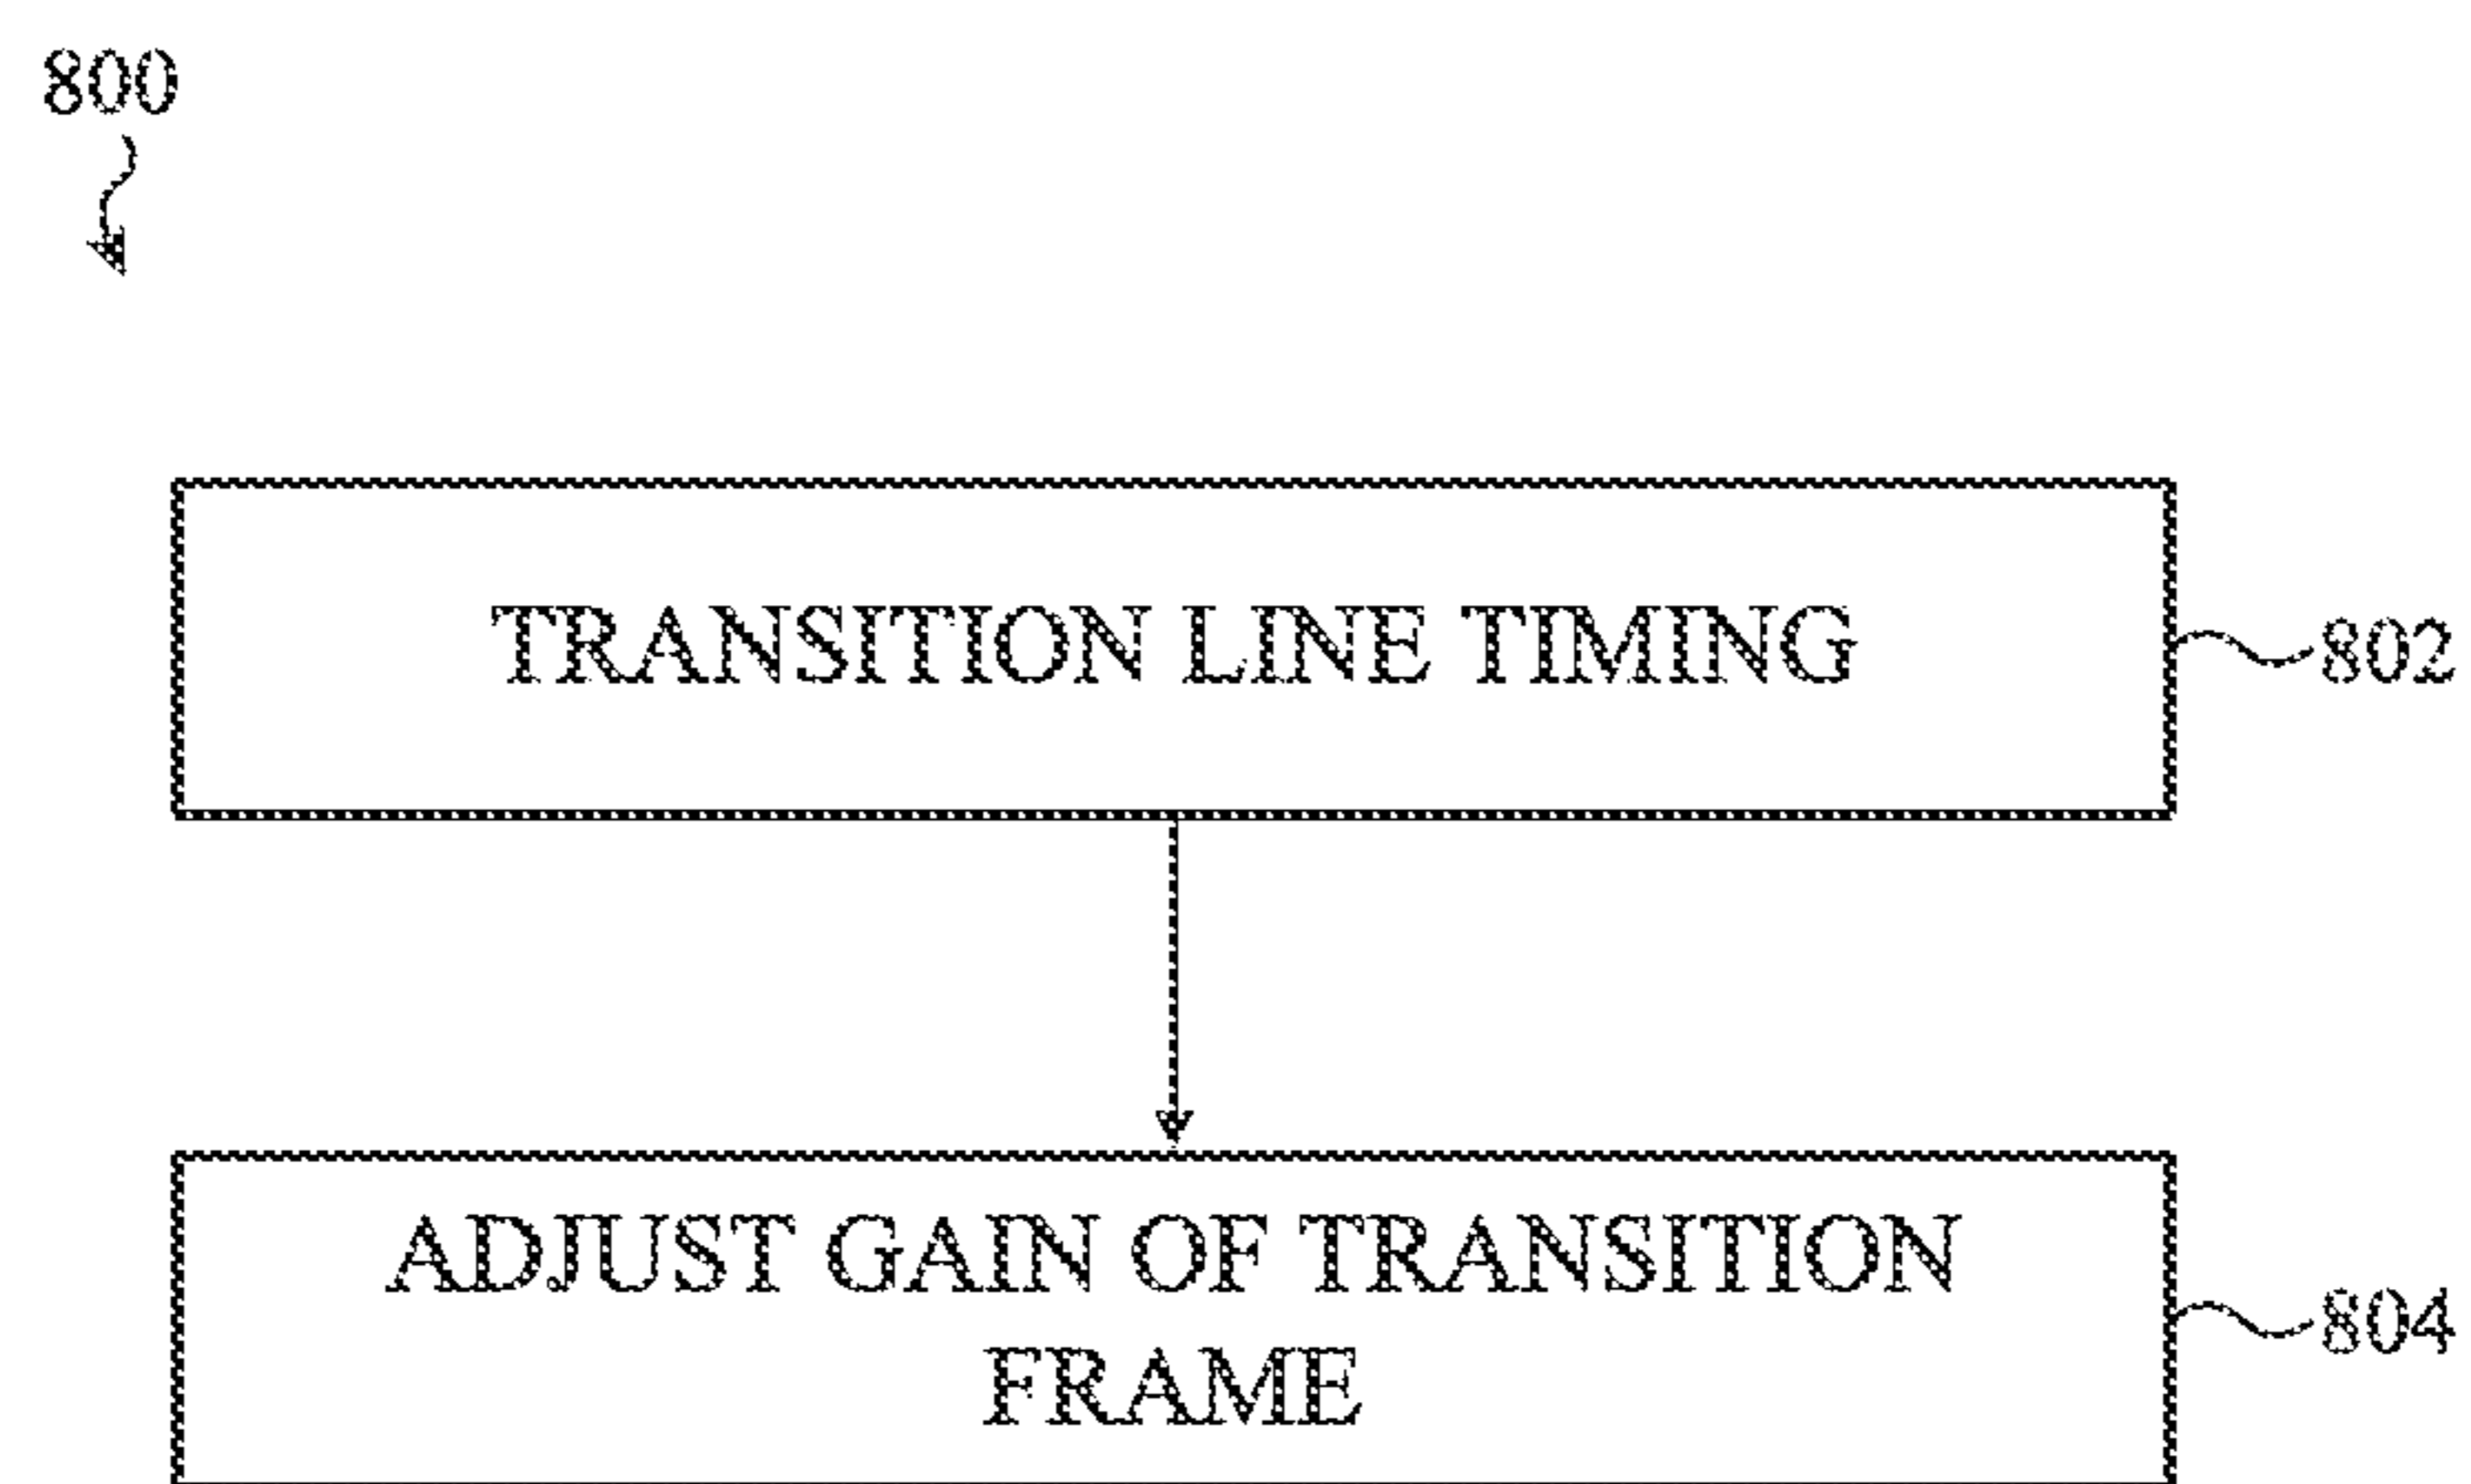 800
TRANSITION LINE TIMING
802
ADJUST GAIN OF TRANSITION
FRAME
804